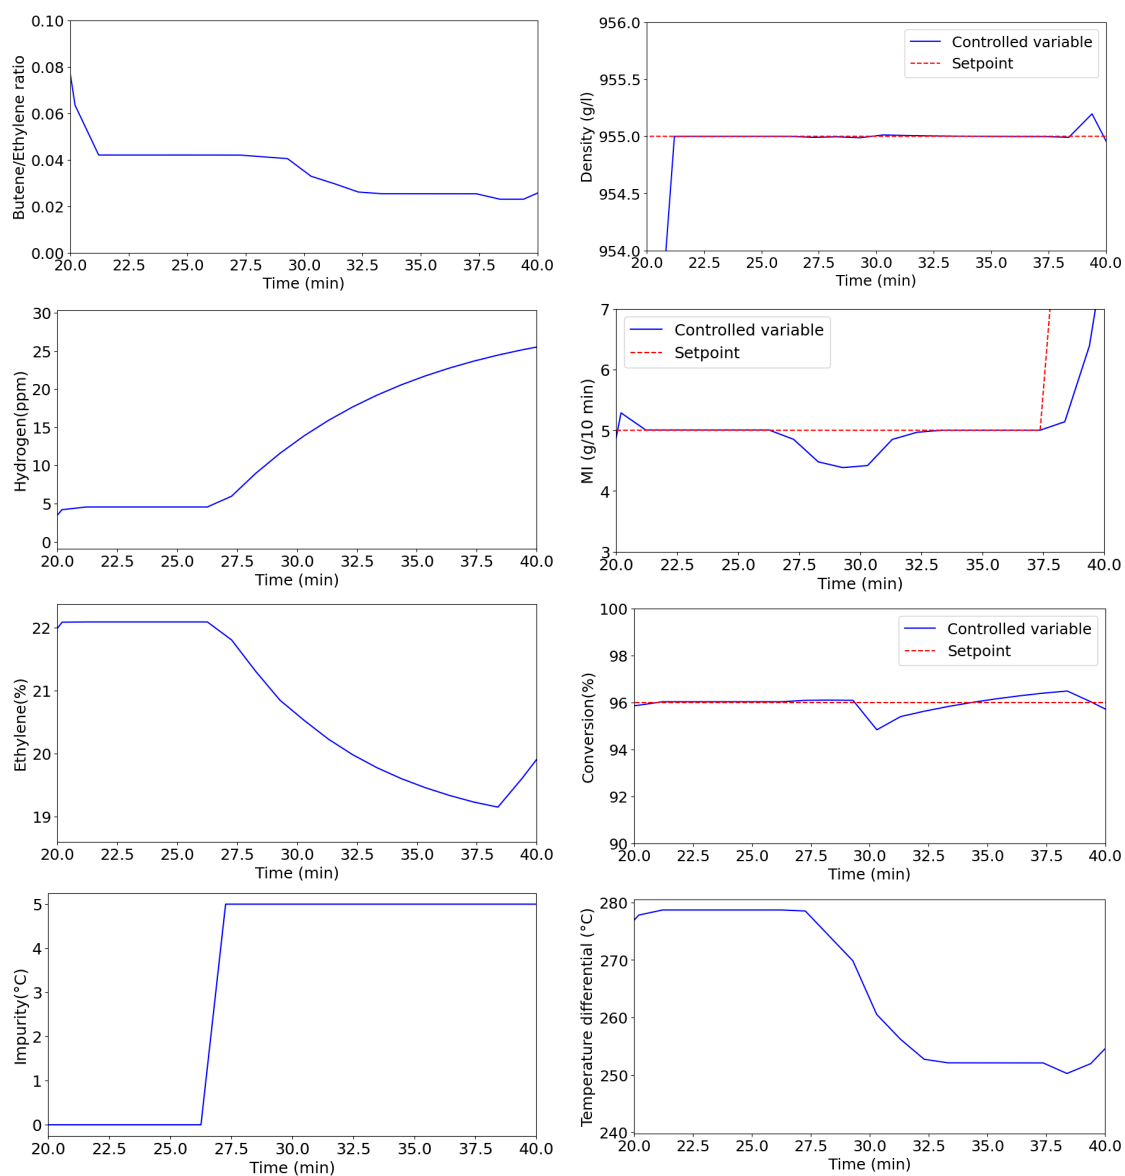 Butene/Ethylene ratio
0.10
0.08
0.06
0.04
0.02
0.00
20.0 22.5 25.0 27.5 30.0 32.5 35.0 37.5 40.0
Time (min)
Density (g/l)
956.0
955.5
955.0
954.5
954.0
Controlled variable
Setpoint
20.0 22.5 25.0 27.5 30.0 32.5 35.0 37.5 40.0
Time (min)
Hydrogen(ppm)
30
25
20
15
10
5
0
20.0 22.5 25.0 27.5 30.0 32.5 35.0 37.5 40.0
Time (min)
MI (g/10 min)
7
6
5
4
3
Controlled variable
Setpoint
20.0 22.5 25.0 27.5 30.0 32.5 35.0 37.5 40.0
Time (min)
Ethylene(%)
22
21
20
19
20.0 22.5 25.0 27.5 30.0 32.5 35.0 37.5 40.0
Time (min)
Conversion(%)
100
98
96
94
92
90
Controlled variable
Setpoint
20.0 22.5 25.0 27.5 30.0 32.5 35.0 37.5 40.0
Time (min)
Impurity(°C)
5
4
3
2
1
0
20.0 22.5 25.0 27.5 30.0 32.5 35.0 37.5 40.0
Time (min)
Temperature differential (°C)
280
270
260
250
240
20.0 22.5 25.0 27.5 30.0 32.5 35.0 37.5 40.0
Time (min)